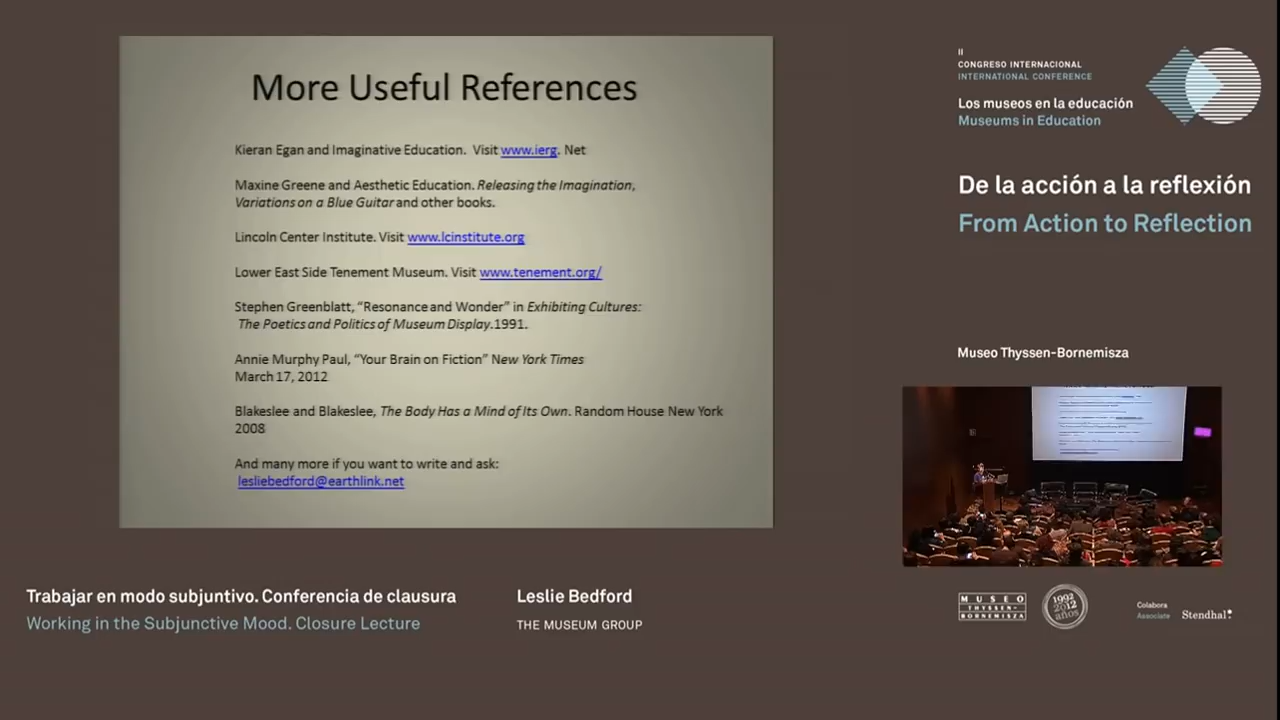 More Useful References
Kieran Egan and Imaginative Education. Visit www.ierg. Net
Maxine Greene and Aesthetic Education. Releasing the Imagination,
Variations on a Blue Guitar and other books.
Lincoln Center Institute. Visit www.lcinstitute.org
Lower East Side Tenement Museum. Visit www.tenement.org/
Stephen Greenblatt, “Resonance and Wonder” in Exhibiting Cultures:
The Poetics and Politics of Museum Display.1991.
Annie Murphy Paul, “Your Brain on Fiction” New York Times
March 17, 2012
Blakeslee and Blakeslee, The Body Has a Mind of Its Own. Random House New York
2008
And many more if you want to write and ask:
lesliebedford@earthlink.net
Trabajar en modo subjuntivo. Conferencia de clausura
Working in the Subjunctive Mood. Closure Lecture
Leslie Bedford
THE MUSEUM GROUP
II
CONGRESO INTERNACIONAL
INTERNATIONAL CONFERENCE
Los museos en la educación
Museums in Education
De la acción a la reflexión
From Action to Reflection
Museo Thyssen-Bornemisza
MUSEO
THYSSEN-
BORNEMISZA
1992
2012
años
Colabora
Associate
Stendhal: